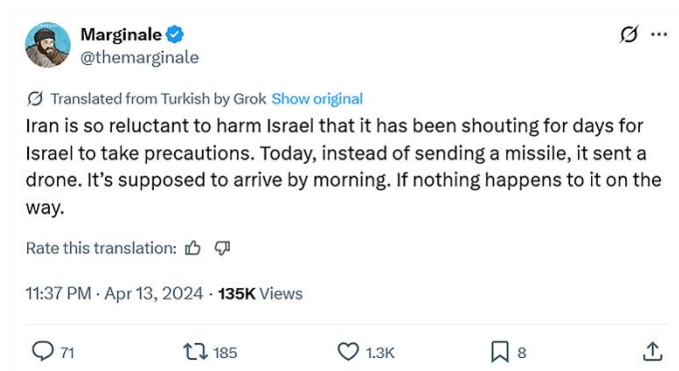 Marginale
@themarginale
Translated from Turkish by Grok Show original
Iran is so reluctant to harm Israel that it has been shouting for days for
Israel to take precautions. Today, instead of sending a missile, it sent a
drone. It’s supposed to arrive by morning. If nothing happens to it on the
way.
Rate this translation:
11:37 PM · Apr 13, 2024 · 135K Views
71 185 1.3K 8